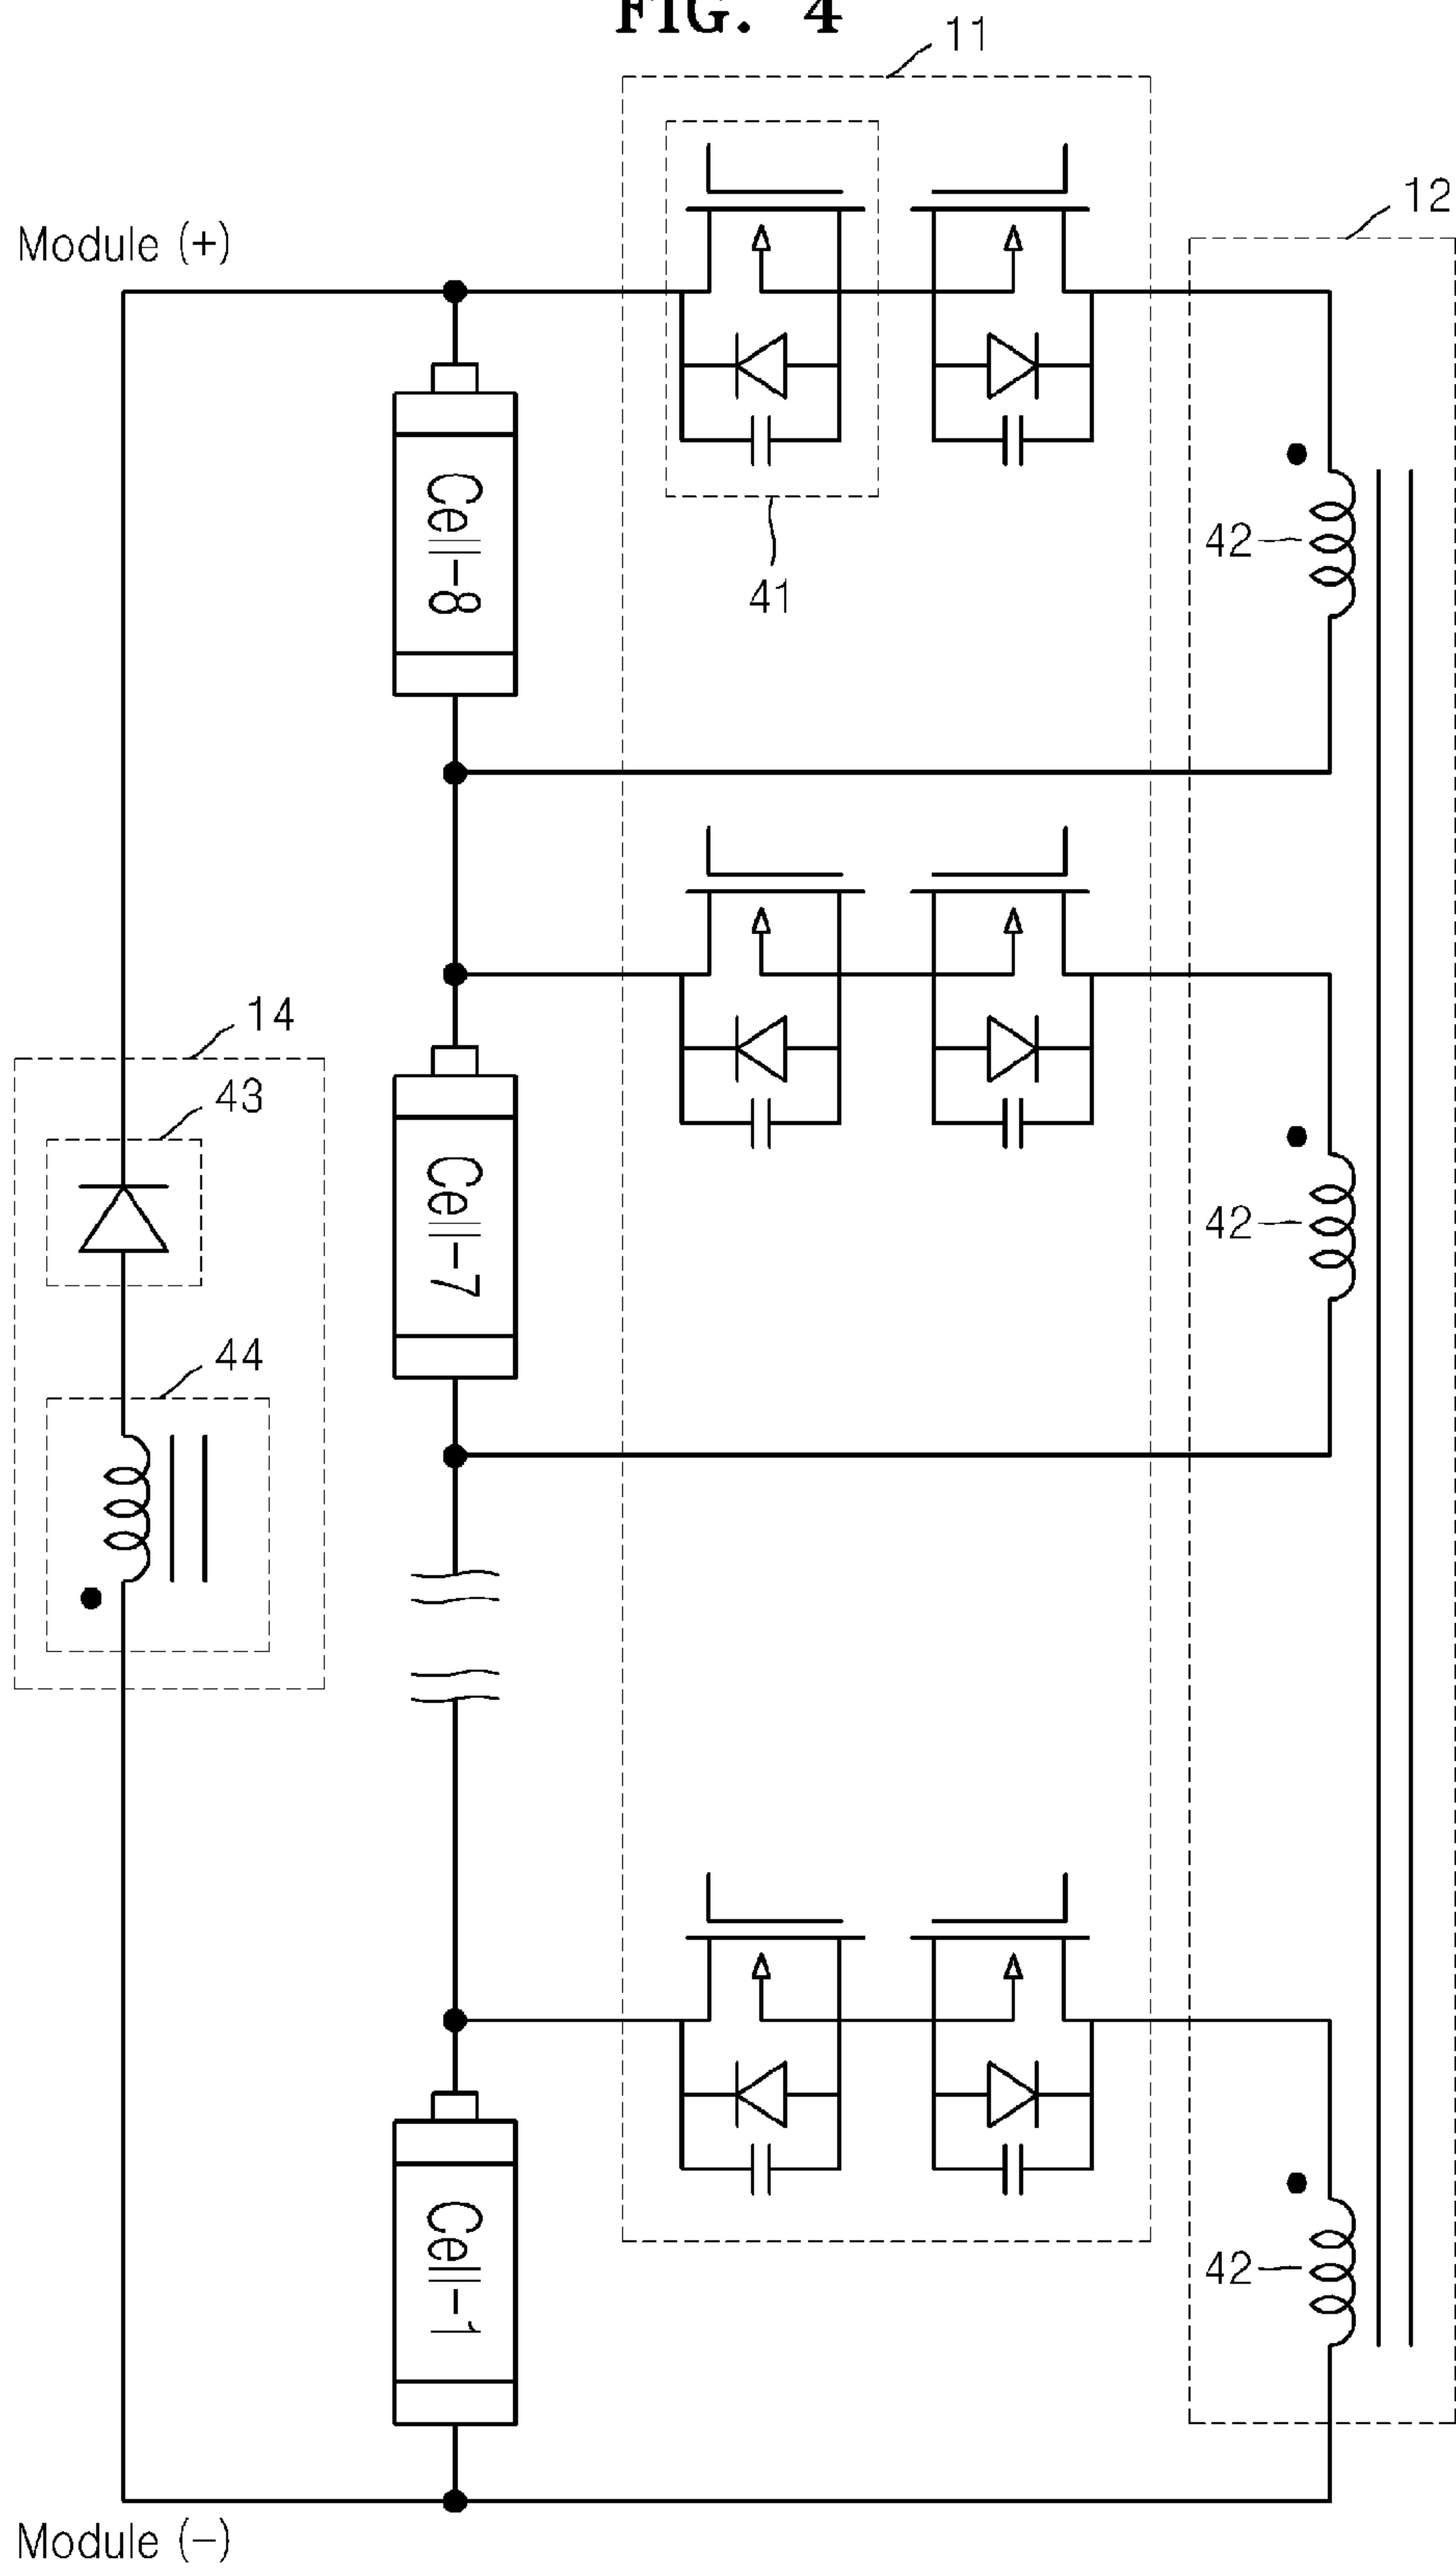 FIG. 4
11
12
Module (+)
Cell-8
42
41
14
43
Cell-7
42
44
Cell-1
42
Module (-)